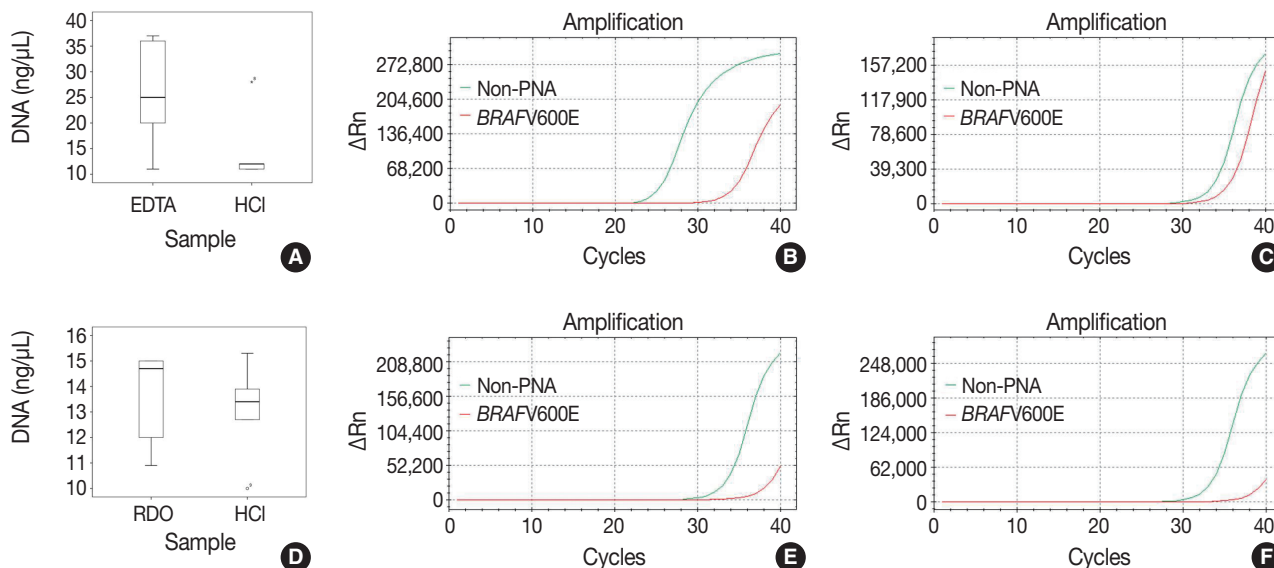 DNA (ng/μL)
40
35
30
25
20
15
10
EDTA
HCl
Sample
A
Amplification
ΔRn
272,800
204,600
136,400
68,200
0
Non-PNA
BRAFV600E
0
10
20
30
40
Cycles
B
Amplification
ΔRn
157,200
117,900
78,600
39,300
0
Non-PNA
BRAFV600E
0
10
20
30
40
Cycles
C
DNA (ng/μL)
16
15
14
13
12
11
10
RDO
HCl
Sample
D
Amplification
ΔRn
208,800
156,600
104,400
52,200
0
Non-PNA
BRAFV600E
0
10
20
30
40
Cycles
E
Amplification
ΔRn
248,000
186,000
124,000
62,000
0
Non-PNA
BRAFV600E
0
10
20
30
40
Cycles
F